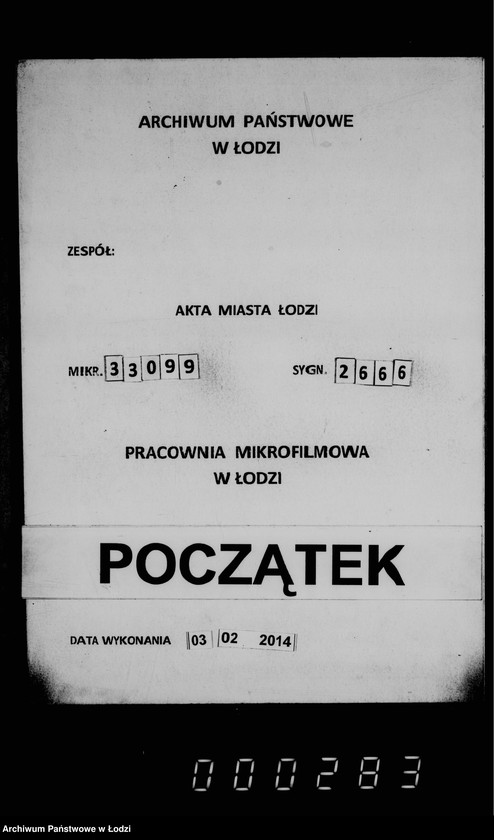 ARCHIWUM PAŃSTWOWE
W ŁODZI
ZESPÓŁ:
AKTA MIASTA ŁODZI
MIKR. 33099 SYGN. 2666
PRACOWNIA MIKROFILMOWA
W ŁODZI
POCZĄTEK
DATA WYKONANIA 03 02 2014
000283
Archiwum Państwowe w Łodzi